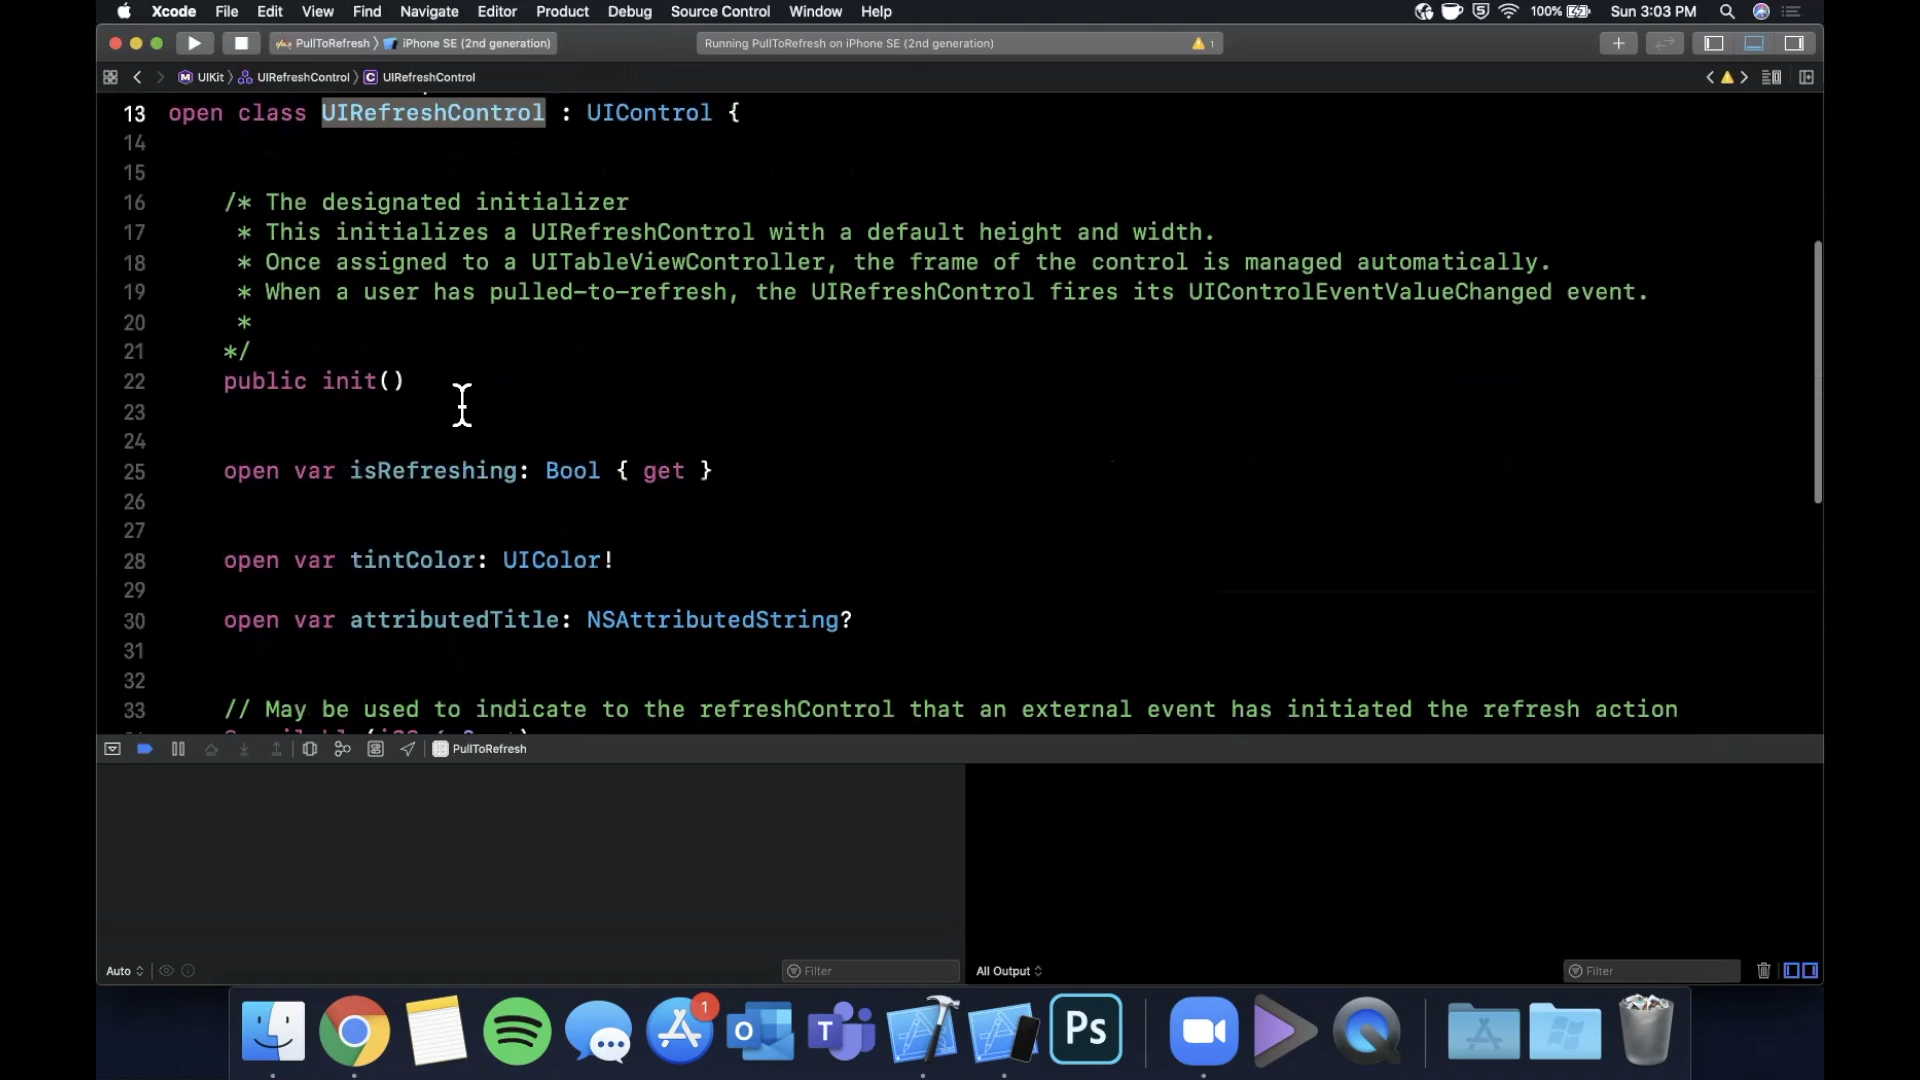 Xcode File Edit View Find Navigate Editor Product Debug Source Control Window Help 100% Sun 3:03 PM
PullToRefresh iPhone SE (2nd generation) Running PullToRefresh on iPhone SE (2nd generation) 1
UIKit UIRefreshControl C UIRefreshControl
13 open class UIRefreshControl : UIControl {
14
15
16 /* The designated initializer
17 * This initializes a UIRefreshControl with a default height and width.
18 * Once assigned to a UITableViewController, the frame of the control is managed automatically.
19 * When a user has pulled-to-refresh, the UIRefreshControl fires its UIControlEventValueChanged event.
20 *
21 */
22 public init()
23
24
25 open var isRefreshing: Bool { get }
26
27
28 open var tintColor: UIColor!
29
30 open var attributedTitle: NSAttributedString?
31
32
33 // May be used to indicate to the refreshControl that an external event has initiated the refresh action
PullToRefresh
Auto Filter All Output Filter
1
Ps